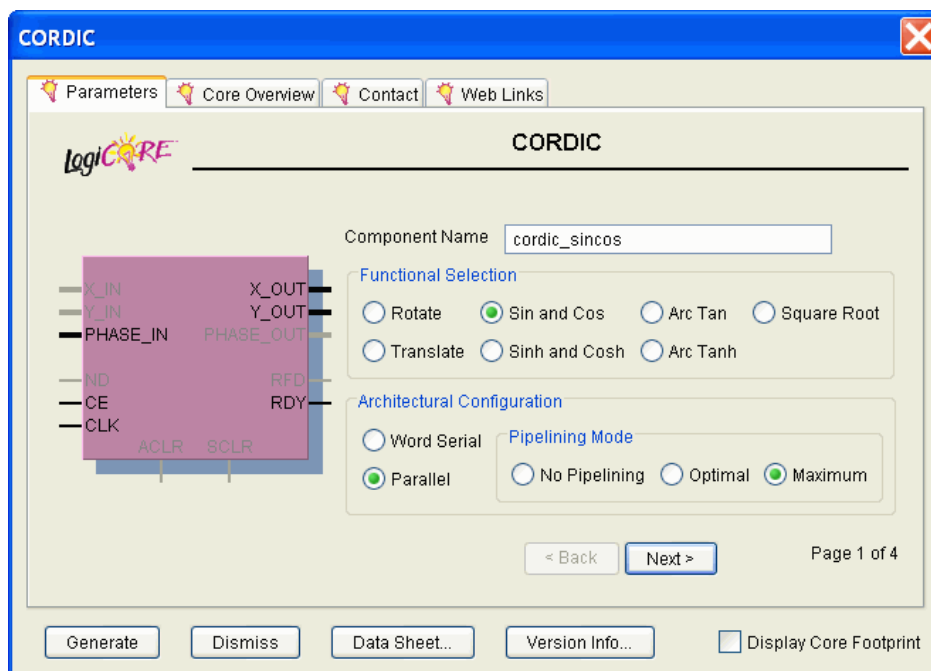 CORDIC
Parameters Core Overview Contact Web Links
LogiCORE
CORDIC
Component Name cordic_sincos
Functional Selection
Rotate Sin and Cos Arc Tan Square Root
Translate Sinh and Cosh Arc Tanh
X_IN X_OUT
Y_IN Y_OUT
PHASE_IN PHASE_OUT
ND RFD
CE RDY
CLK
ACLR SCLR
Architectural Configuration
Word Serial
Parallel
Pipelining Mode
No Pipelining Optimal Maximum
< Back Next > Page 1 of 4
Generate Dismiss Data Sheet... Version Info... Display Core Footprint